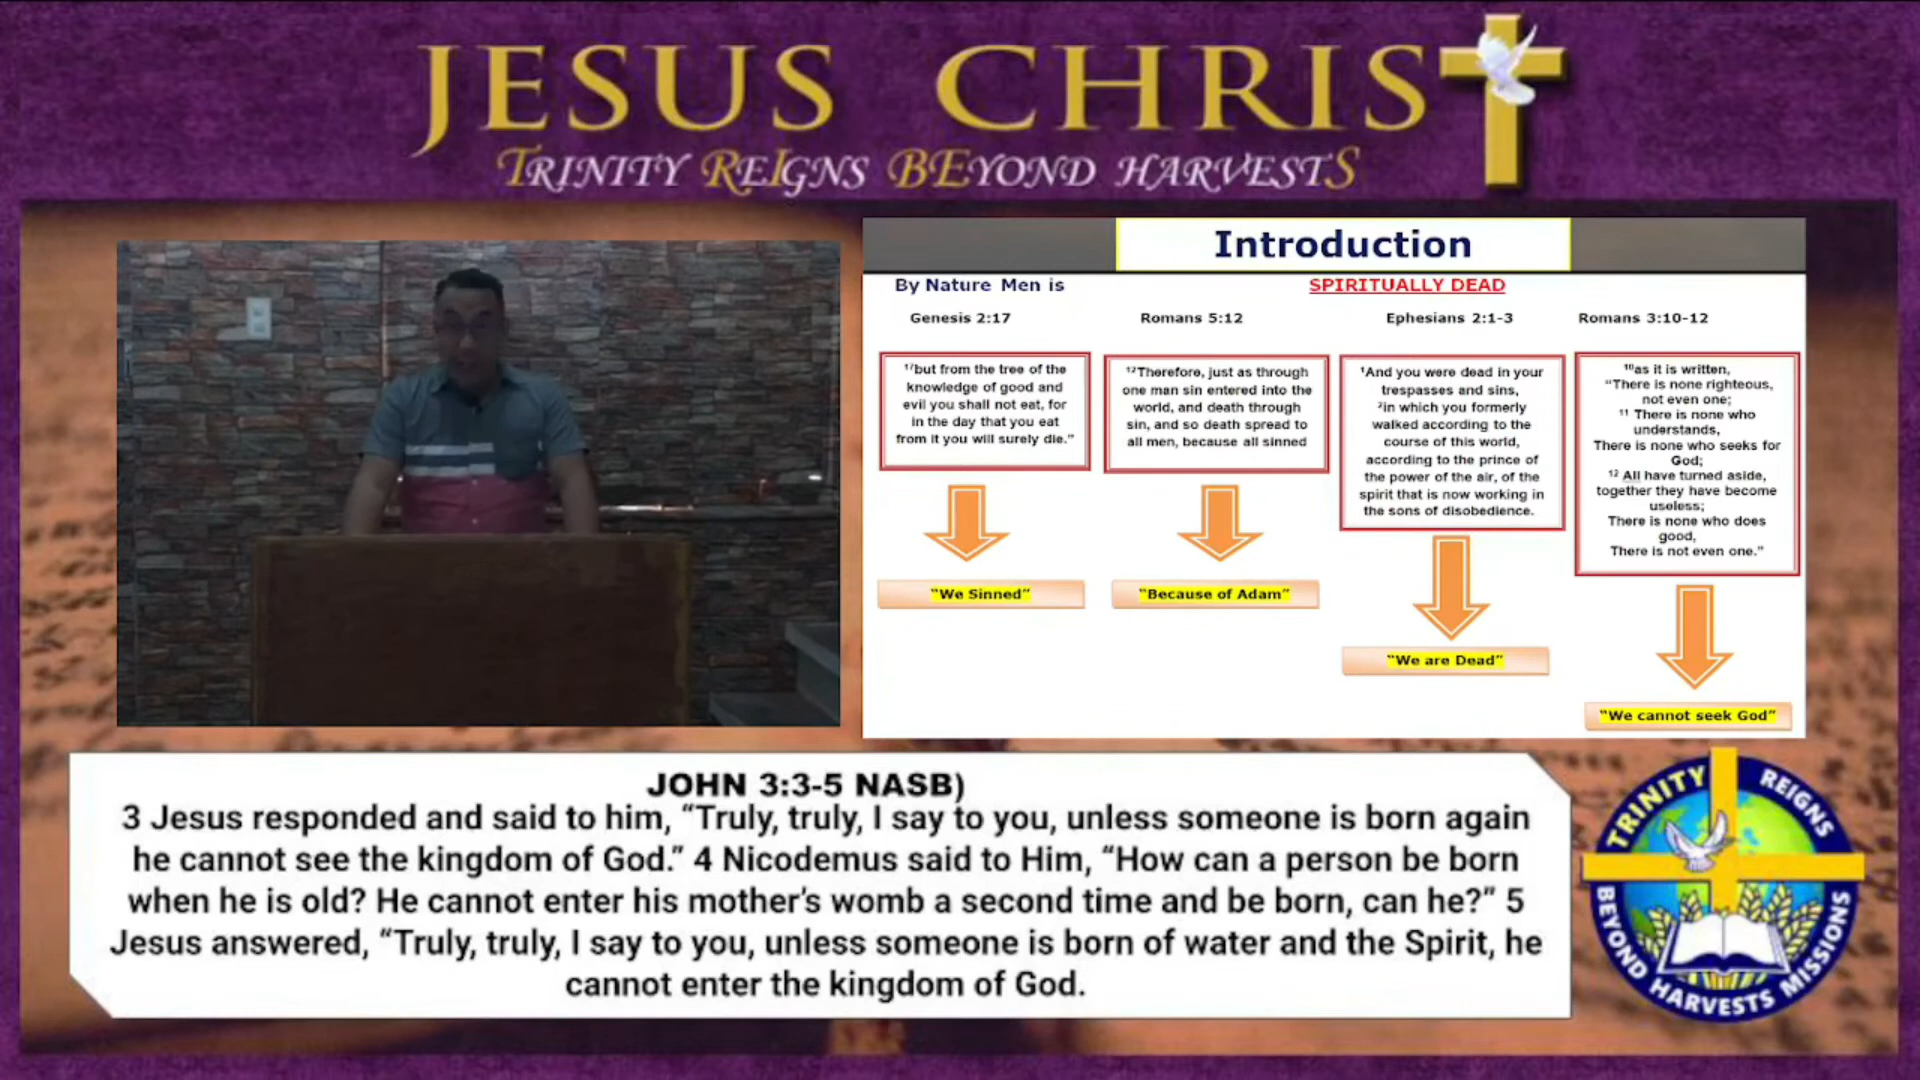 JESUS CHRIST
TRINITY REIGNS BEYOND HARVESTS
Introduction
By Nature Men is
SPIRITUALLY DEAD
Genesis 2:17
Romans 5:12
Ephesians 2:1-3
Romans 3:10-12
17but from the tree of the
knowledge of good and
evil you shall not eat, for
in the day that you eat
from it you will surely die.”
“We Sinned”
12Therefore, just as through
one man sin entered into the
world, and death through
sin, and so death spread to
all men, because all sinned
“Because of Adam”
1And you were dead in your
trespasses and sins,
2in which you formerly
walked according to the
course of this world,
according to the prince of
the power of the air, of the
spirit that is now working in
the sons of disobedience.
“We are Dead”
10as it is written,
“There is none righteous,
not even one;
11 There is none who
understands,
There is none who seeks for
God;
12 All have turned aside,
together they have become
useless;
There is none who does
good,
There is not even one.”
“We cannot seek God”
JOHN 3:3-5 NASB)
3 Jesus responded and said to him, “Truly, truly, I say to you, unless someone is born again
he cannot see the kingdom of God.” 4 Nicodemus said to Him, “How can a person be born
when he is old? He cannot enter his mother’s womb a second time and be born, can he?” 5
Jesus answered, “Truly, truly, I say to you, unless someone is born of water and the Spirit, he
cannot enter the kingdom of God.
TRINITY REIGNS
BEYOND HARVESTS MISSIONS